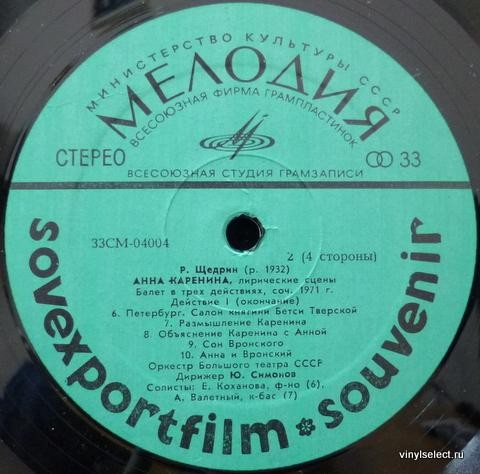 МИНИСТЕРСТВО КУЛЬТУРЫ СССР
МЕЛОДИЯ
ВСЕСОЮЗНАЯ ФИРМА ГРАМПЛАСТИНОК
СТЕРЕО
33
ВСЕСОЮЗНАЯ СТУДИЯ ГРАМЗАПИСИ
33СМ-04004
2 (4 стороны)
Р. Щедрин (р. 1932)
АННА КАРЕНИНА, лирические сцены
Балет в трех действиях, соч. 1971 г.
Действие I (окончание)
6. Петербург. Салон княгини Бетси Тверской
7. Размышление Каренина
8. Объяснение Каренина с Анной
9. Сон Вронского
10. Анна и Вронский
Оркестр Большого театра СССР
Дирижер Ю. Симонов
Солисты: Е. Коханова, ф-но (6),
А. Валетный, к-бас (7)
sovexportfilm * souvenir
vinylselect.ru